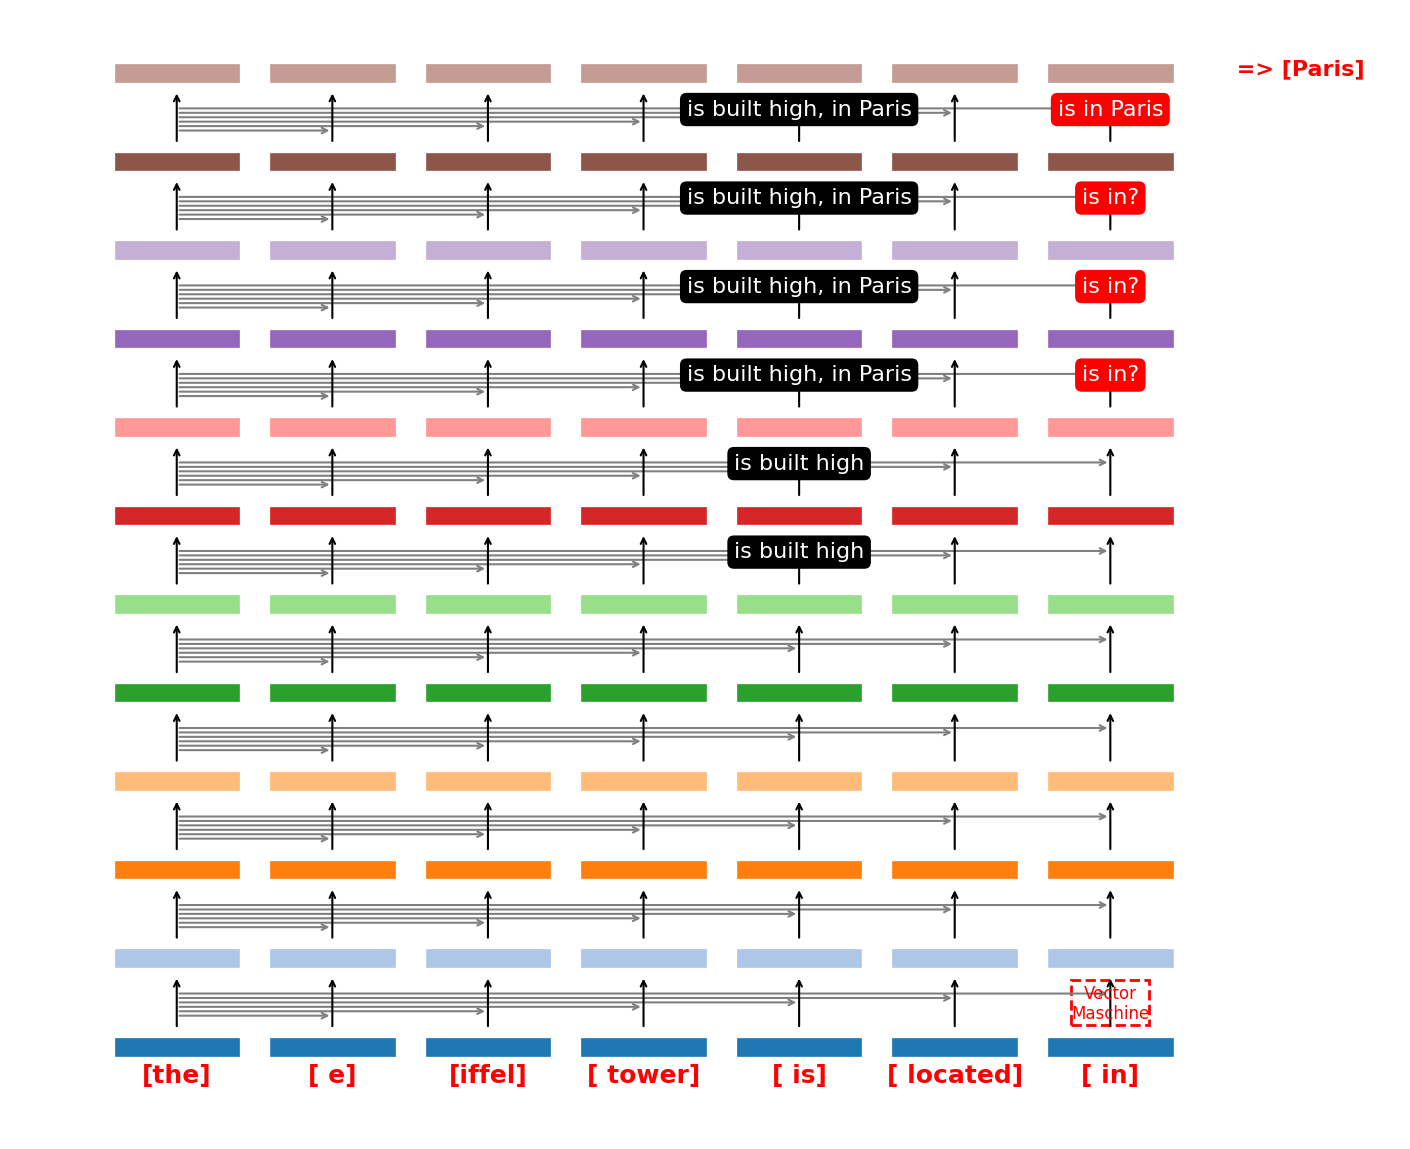 => [Paris]
is built high, in Paris
is in Paris
is built high, in Paris
is in?
is built high, in Paris
is in?
is built high, in Paris
is in?
is built high
is built high
Vector
Maschine
[the] [ e] [iffel] [ tower] [ is] [ located] [ in]